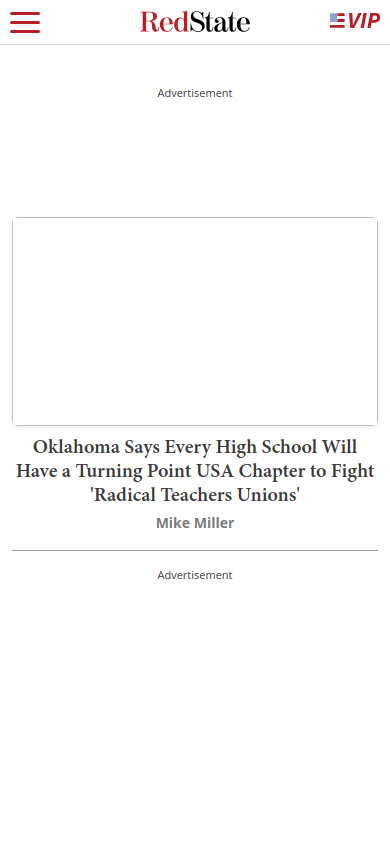 RedState
VIP
Advertisement
Oklahoma Says Every High School Will
Have a Turning Point USA Chapter to Fight
'Radical Teachers Unions'
Mike Miller
Advertisement